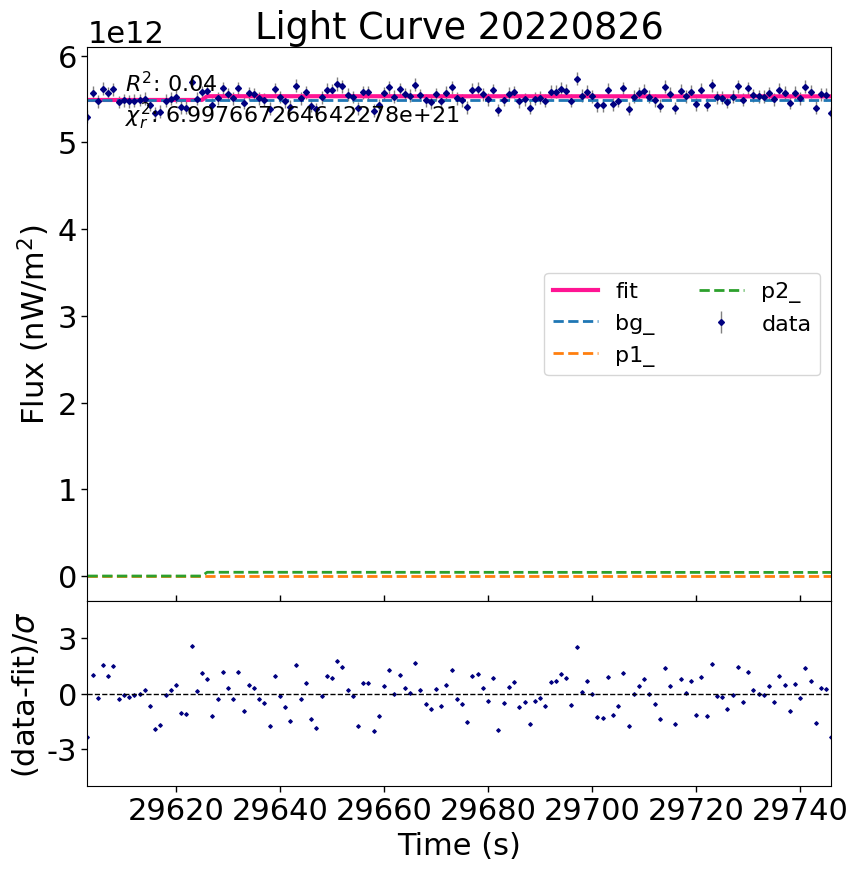 Light Curve 20220826
1e12
R²: 0.04
χ²ᵣ: 6.997667264642278e+21
6
5
4
3
2
1
0
Flux (nW/m²)
fit
bg_
p1_
p2_
data
3
0
-3
(data-fit)/σ
29620 29640 29660 29680 29700 29720 29740
Time (s)